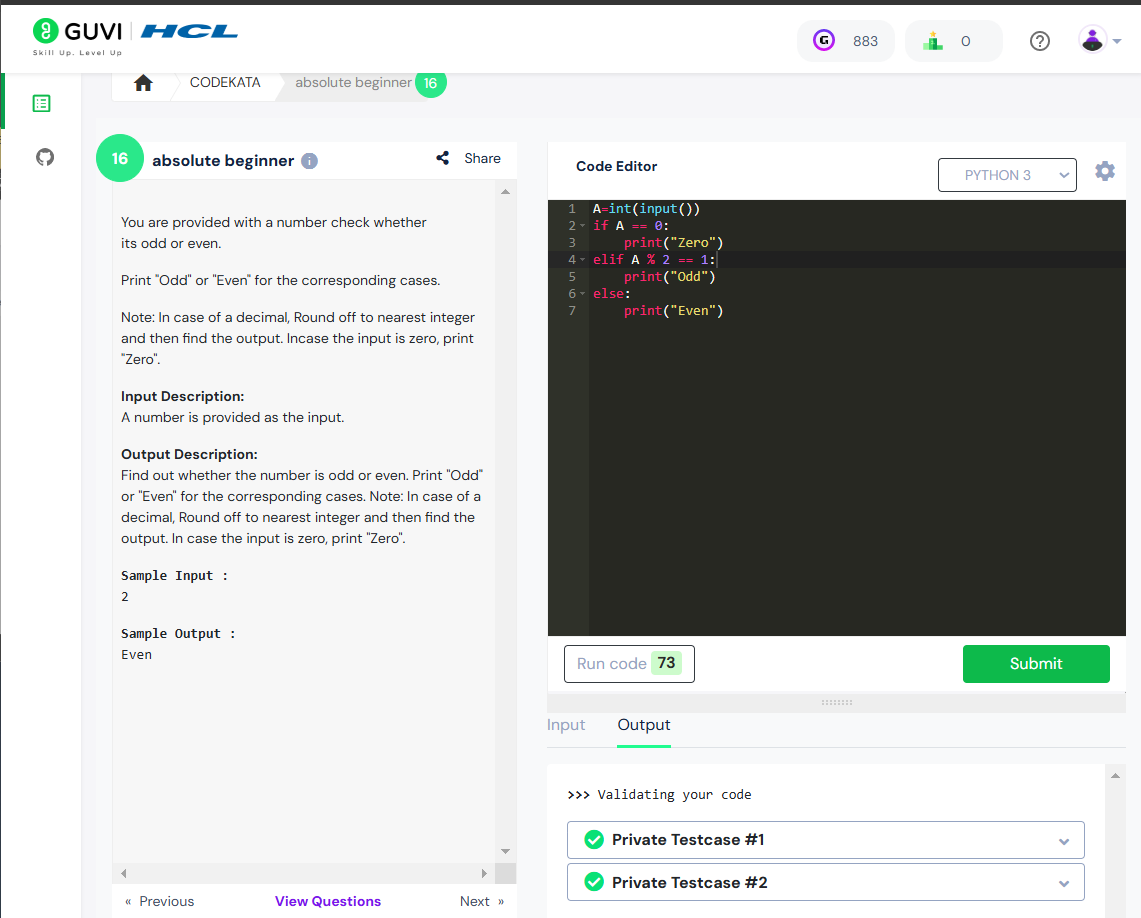 GUVI HCL
Skill Up. Level Up
G 883 0
CODEKATA absolute beginner 16
16 absolute beginner Share
You are provided with a number check whether
its odd or even.
Print "Odd" or "Even" for the corresponding cases.
Note: In case of a decimal, Round off to nearest integer
and then find the output. Incase the input is zero, print
"Zero".
Input Description:
A number is provided as the input.
Output Description:
Find out whether the number is odd or even. Print "Odd"
or "Even" for the corresponding cases. Note: In case of a
decimal, Round off to nearest integer and then find the
output. In case the input is zero, print "Zero".
Sample Input :
2
Sample Output :
Even
« Previous View Questions Next »
Code Editor PYTHON 3
1 A=int(input())
2 if A == 0:
3 print("Zero")
4 elif A % 2 == 1:
5 print("Odd")
6 else:
7 print("Even")
Run code 73 Submit
Input Output
>>> Validating your code
Private Testcase #1
Private Testcase #2